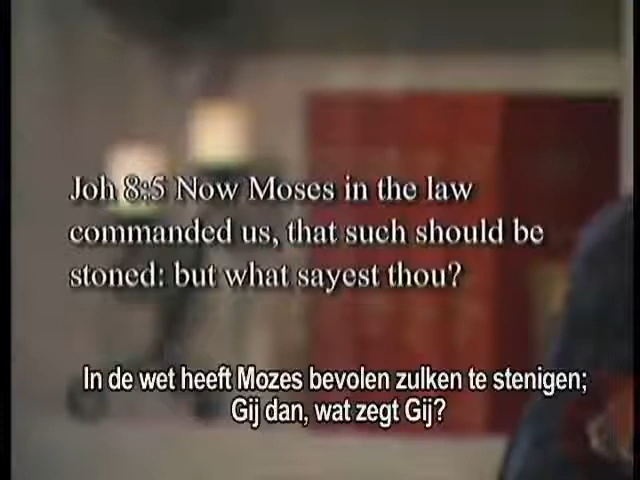 Joh 8:5 Now Moses in the law
commanded us, that such should be
stoned: but what sayest thou?
In de wet heeft Mozes bevolen zulken te stenigen;
Gij dan, wat zegt Gij?